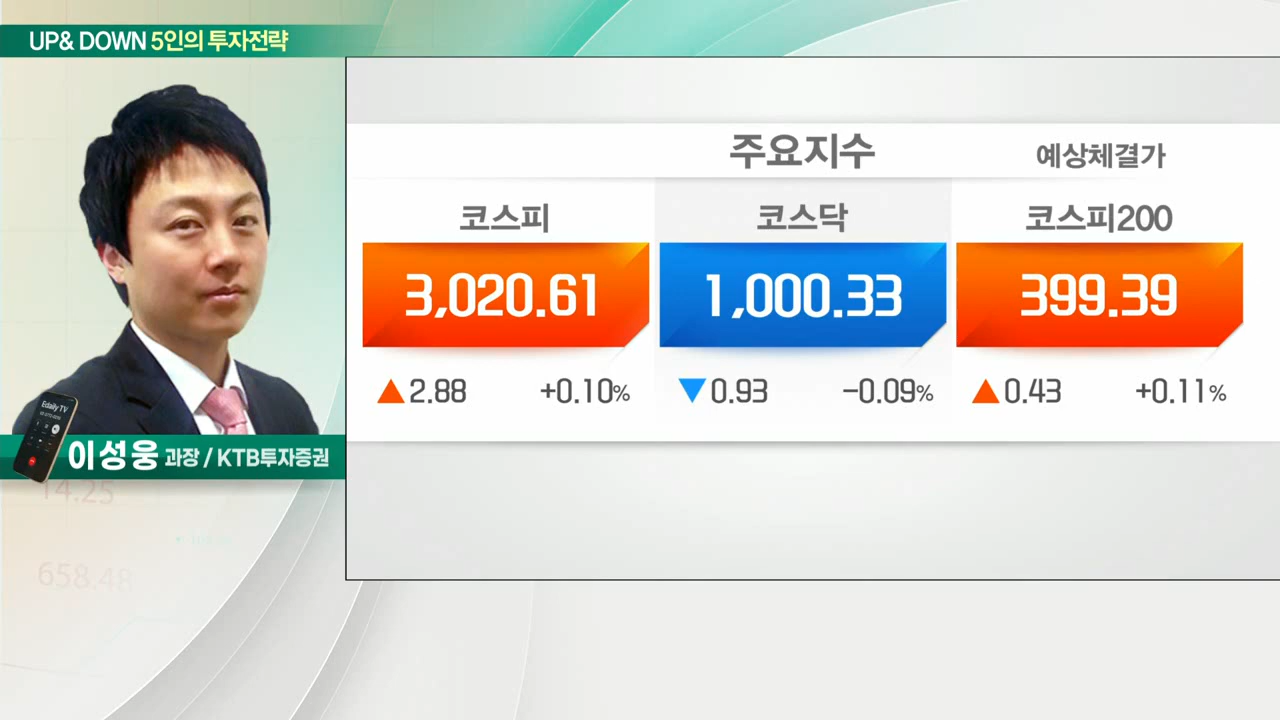 UP& DOWN 5인의 투자전략
주요지수
예상체결가
코스피
코스닥
코스피200
3,020.61
1,000.33
399.39
▲2.88 +0.10%
▼0.93 -0.09%
▲0.43 +0.11%
Edaily TV
이성웅 과장 / KTB투자증권
14.25
658.48